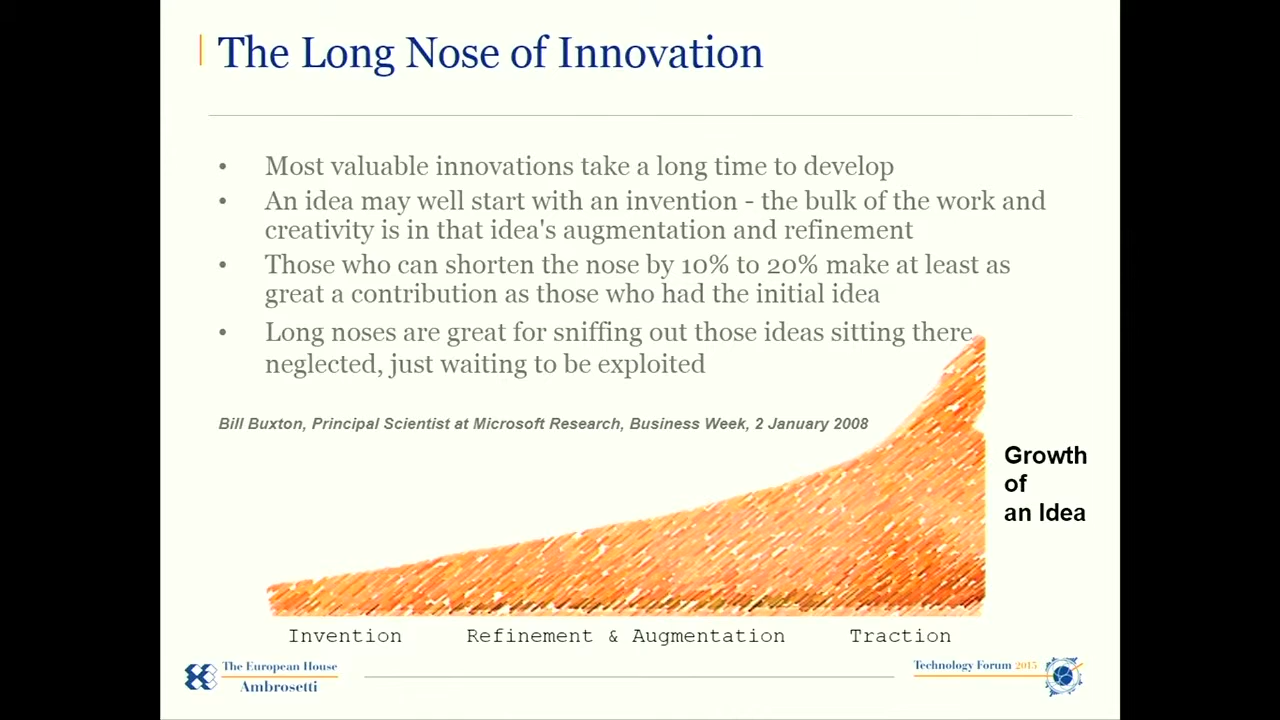 The Long Nose of Innovation
• Most valuable innovations take a long time to develop
• An idea may well start with an invention - the bulk of the work and
creativity is in that idea's augmentation and refinement
• Those who can shorten the nose by 10% to 20% make at least as
great a contribution as those who had the initial idea
• Long noses are great for sniffing out those ideas sitting there
neglected, just waiting to be exploited
Bill Buxton, Principal Scientist at Microsoft Research, Business Week, 2 January 2008
Growth
of
an Idea
Invention Refinement & Augmentation Traction
The European House
Ambrosetti
Technology Forum 2015